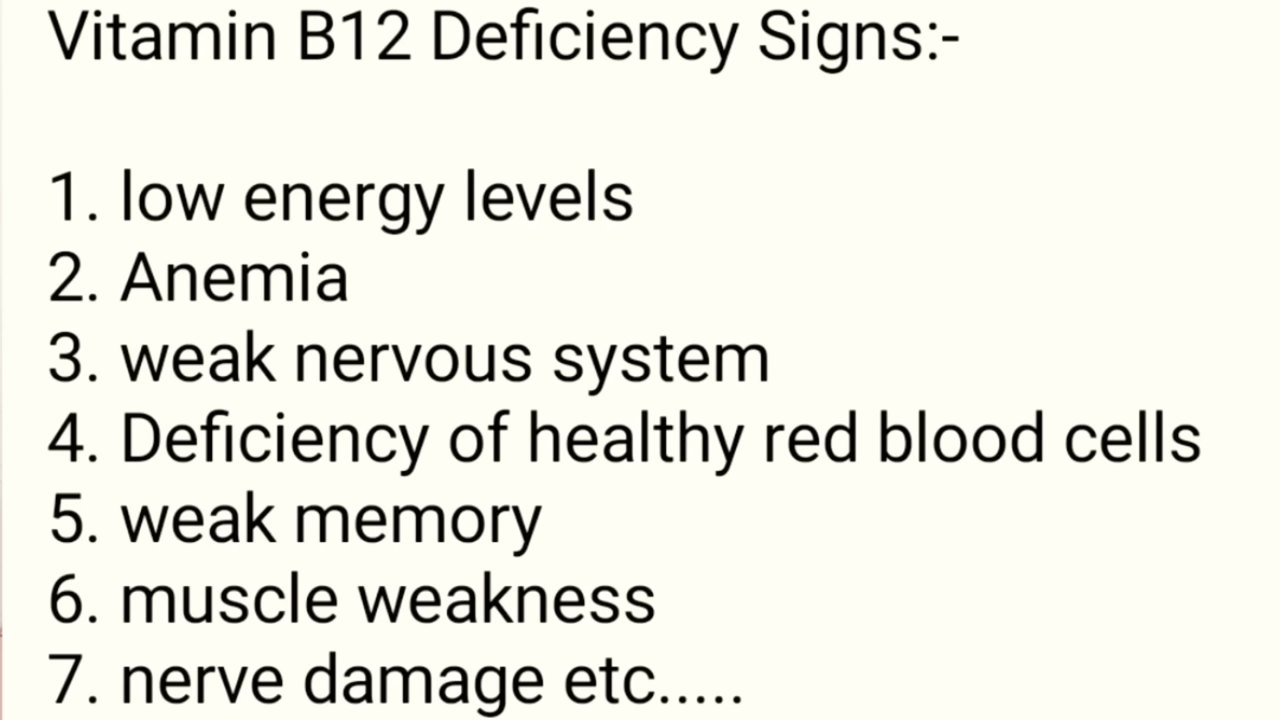 Vitamin B12 Deficiency Signs:-
1. low energy levels
2. Anemia
3. weak nervous system
4. Deficiency of healthy red blood cells
5. weak memory
6. muscle weakness
7. nerve damage etc.....